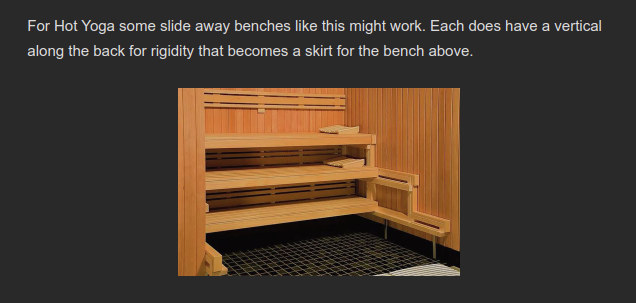 For Hot Yoga some slide away benches like this might work. Each does have a vertical
along the back for rigidity that becomes a skirt for the bench above.